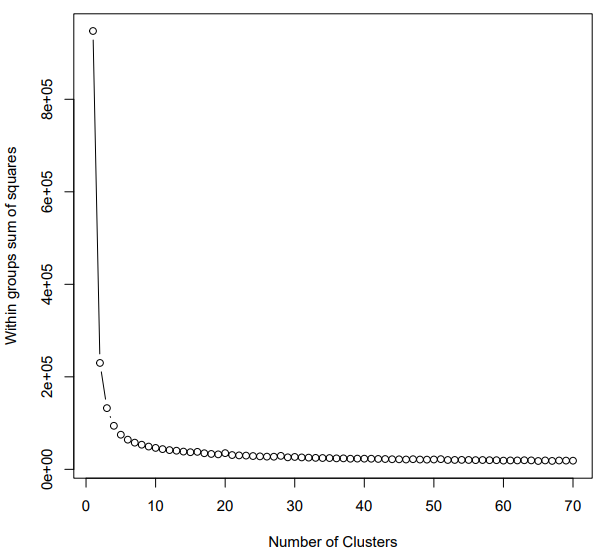 Within groups sum of squares
8e+05
6e+05
4e+05
2e+05
0e+00
0 10 20 30 40 50 60 70
Number of Clusters